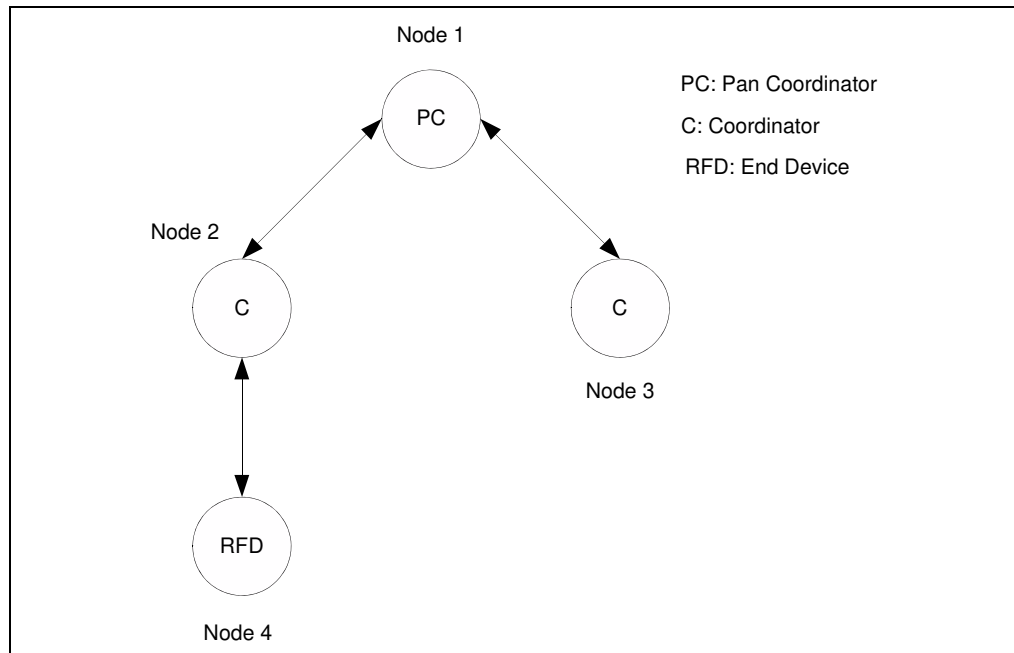 Node 1
PC
PC: Pan Coordinator
C: Coordinator
RFD: End Device
Node 2
C
C
Node 3
RFD
Node 4